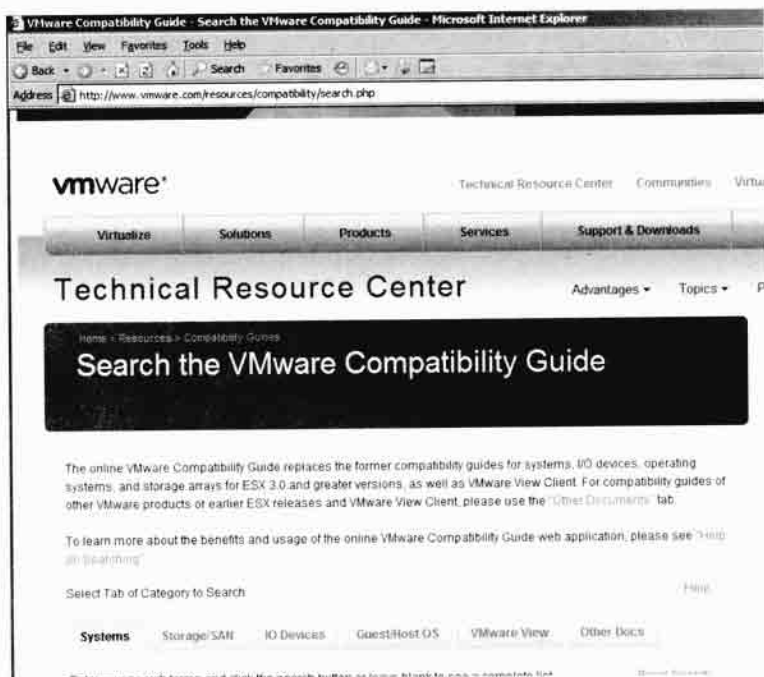 VMware Compatibility Guide - Search the VMware Compatibility Guide - Microsoft Internet Explorer
File Edit View Favorites Tools Help
Back Search Favorites
Address http://www.vmware.com/resources/compatibility/search.php
vmware
Technical Resource Center Communities Virtu
Virtualize Solutions Products Services Support & Downloads
Technical Resource Center
Advantages Topics P
Home > Resources > Compatibility Guides
Search the VMware Compatibility Guide
The online VMware Compatibility Guide replaces the former compatibility guides for systems, I/O devices, operating
systems, and storage arrays for ESX 3.0 and greater versions, as well as VMware View Client. For compatibility guides of
other VMware products or earlier ESX releases and VMware View Client, please use the "Other Documents" tab.
To learn more about the benefits and usage of the online VMware Compatibility Guide web application, please see "Help
on Searching"
Select Tab of Category to Search
Help
Systems Storage/SAN IO Devices Guest/Host OS VMware View Other Docs